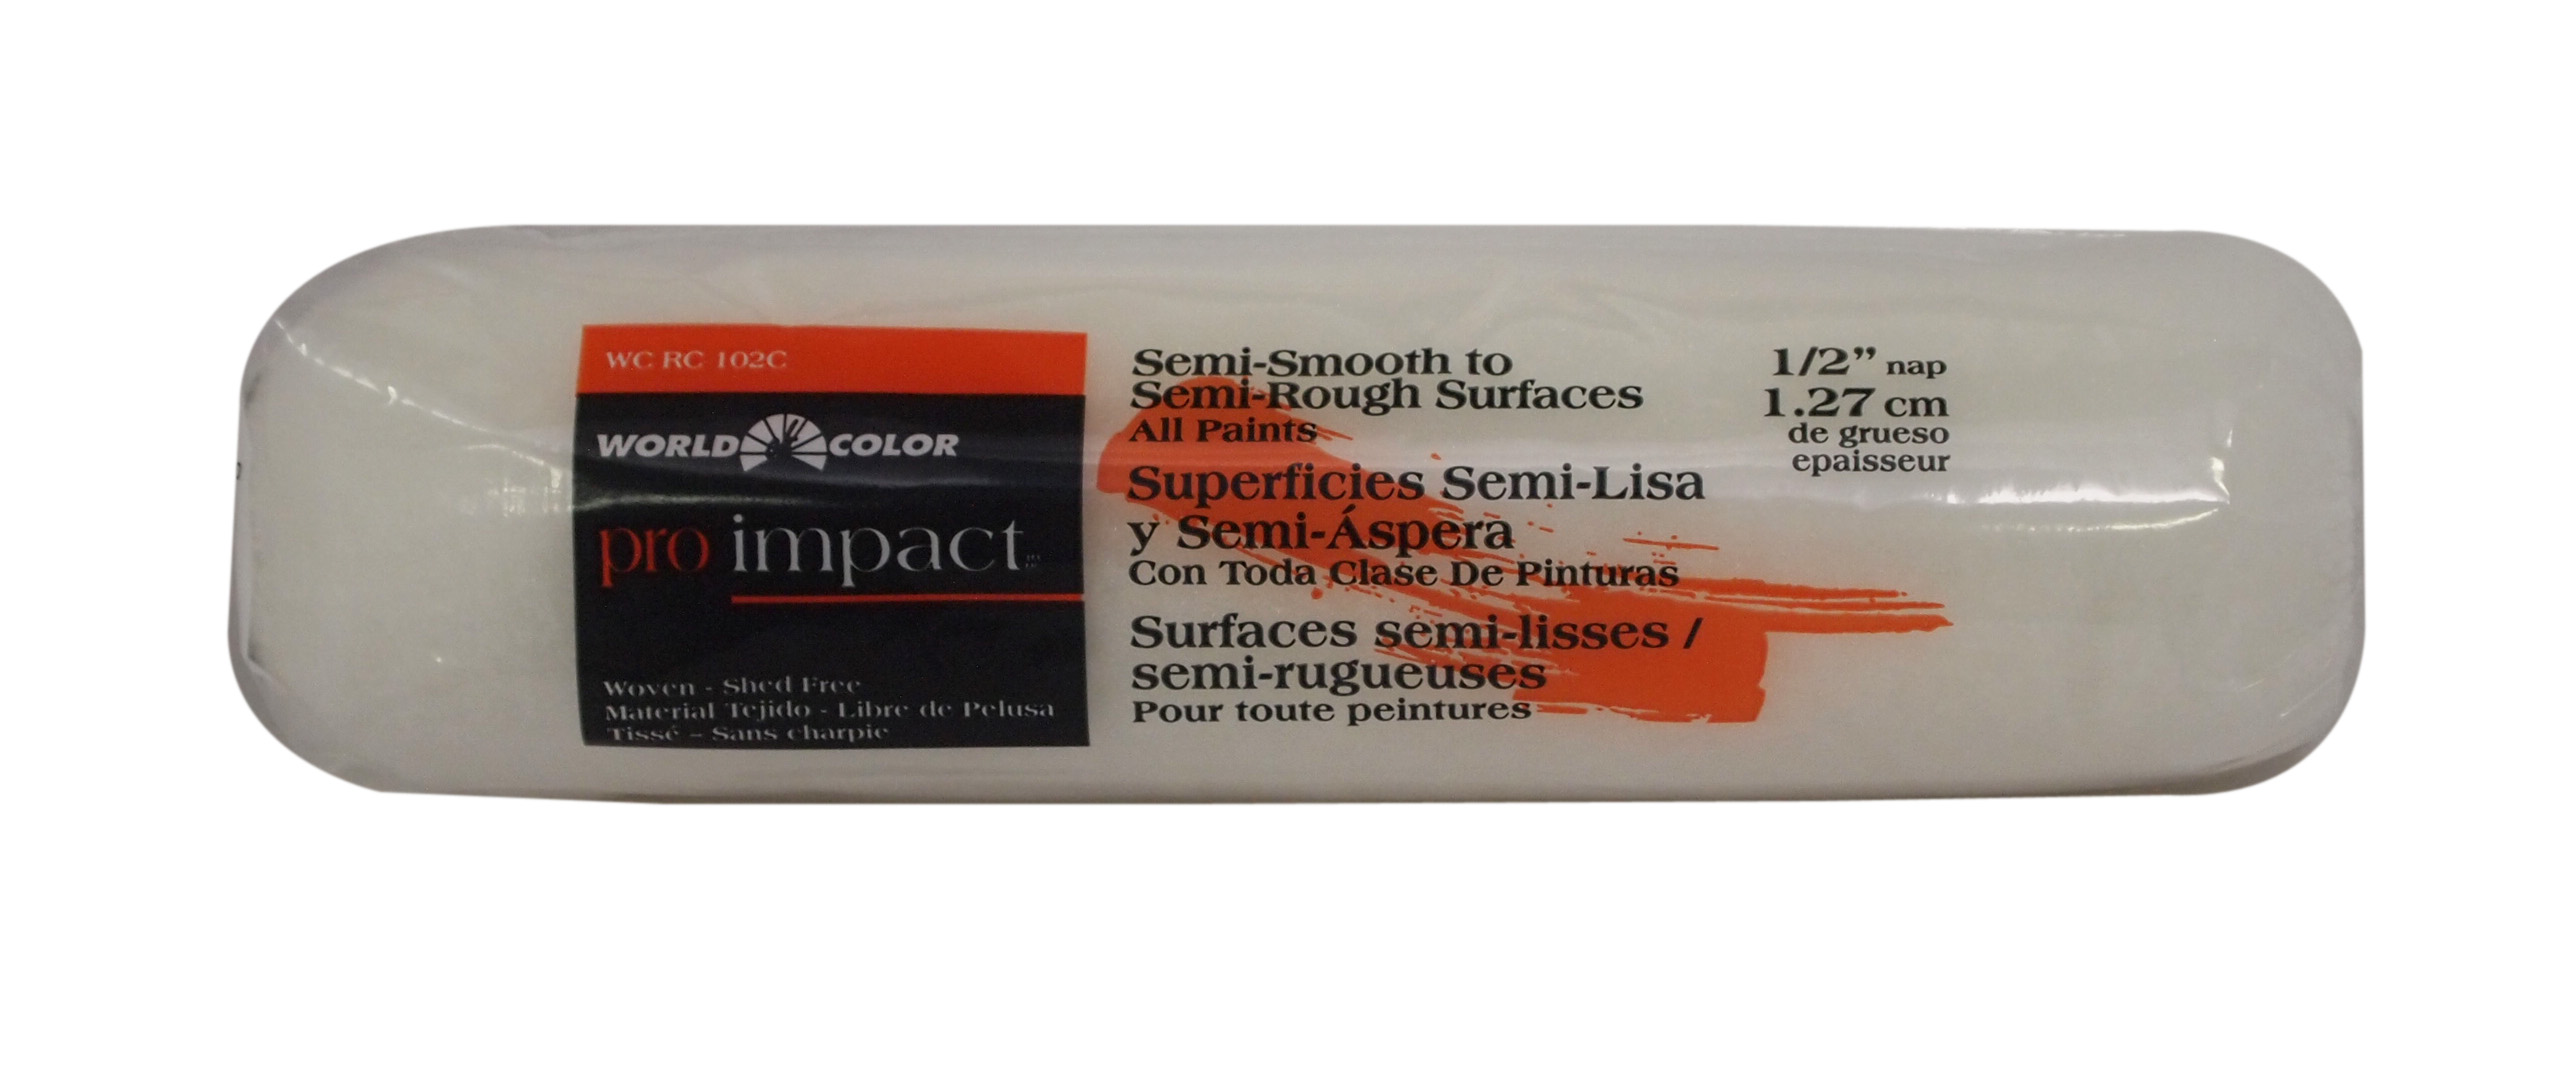 WC RC 102C
WORLD COLOR
pro impact
Woven - Shed Free
Material Tejido - Libre de Pelusa
Tissé - Sans charpie
Semi-Smooth to
Semi-Rough Surfaces
All Paints
Superficies Semi-Lisa
y Semi-Áspera
Con Toda Clase De Pinturas
Surfaces semi-lisses /
semi-rugueuses
Pour toute peintures
1/2” nap
1.27 cm
de grueso
epaisseur